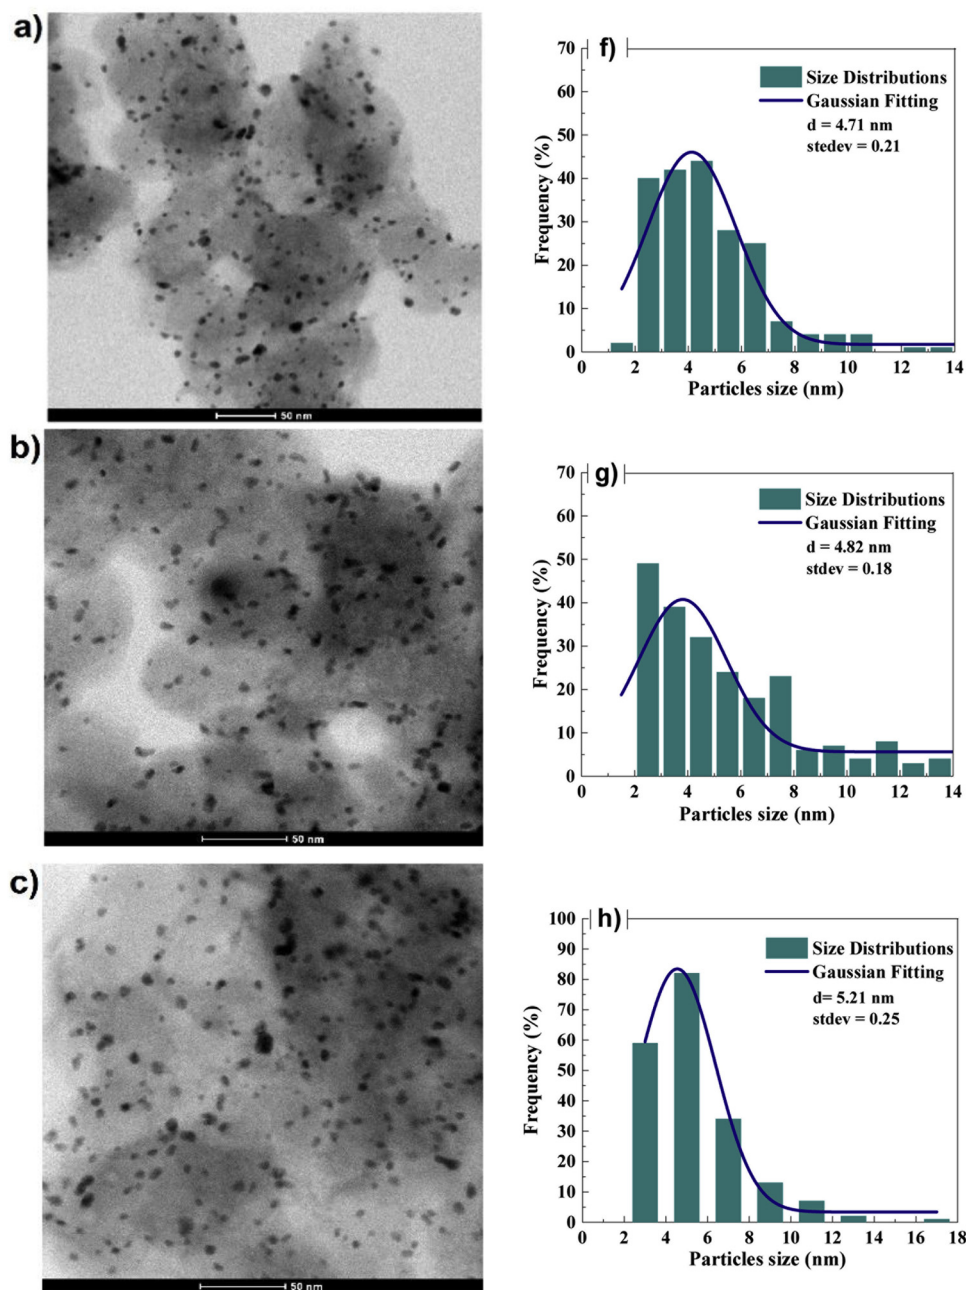 a)
50 nm
f)
Size Distributions
Gaussian Fitting
d = 4.71 nm
stedev = 0.21
Frequency (%)
70
60
50
40
30
20
10
0
0 2 4 6 8 10 12 14
Particles size (nm)
b)
50 nm
g)
Size Distributions
Gaussian Fitting
d = 4.82 nm
stdev = 0.18
Frequency (%)
70
60
50
40
30
20
10
0
0 2 4 6 8 10 12 14
Particles size (nm)
c)
50 nm
h)
Size Distributions
Gaussian Fitting
d= 5.21 nm
stdev = 0.25
Frequency (%)
100
90
80
70
60
50
40
30
20
10
0
0 2 4 6 8 10 12 14 16 18
Particles size (nm)